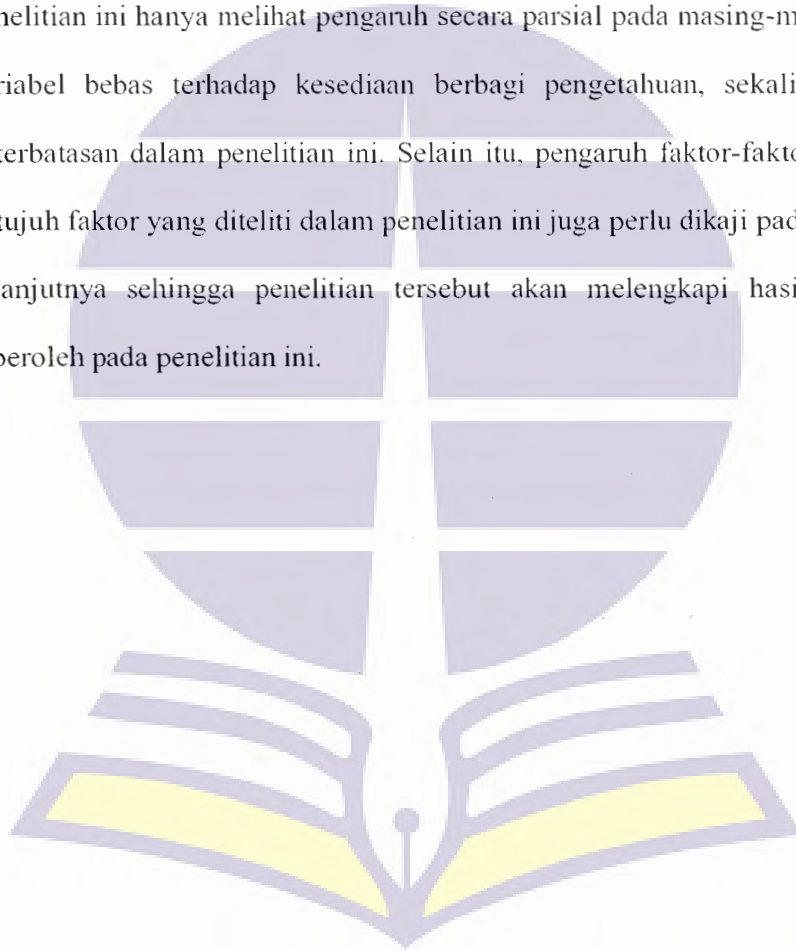 nelitian ini hanya melihat pengaruh secara parsial pada masing-m
riabel bebas terhadap kesediaan berbagi pengetahuan, sekali
terbatasan dalam penelitian ini. Selain itu, pengaruh faktor-fakto
tujuh faktor yang diteliti dalam penelitian ini juga perlu dikaji pad
lanjutnya sehingga penelitian tersebut akan melengkapi hasi
peroleh pada penelitian ini.